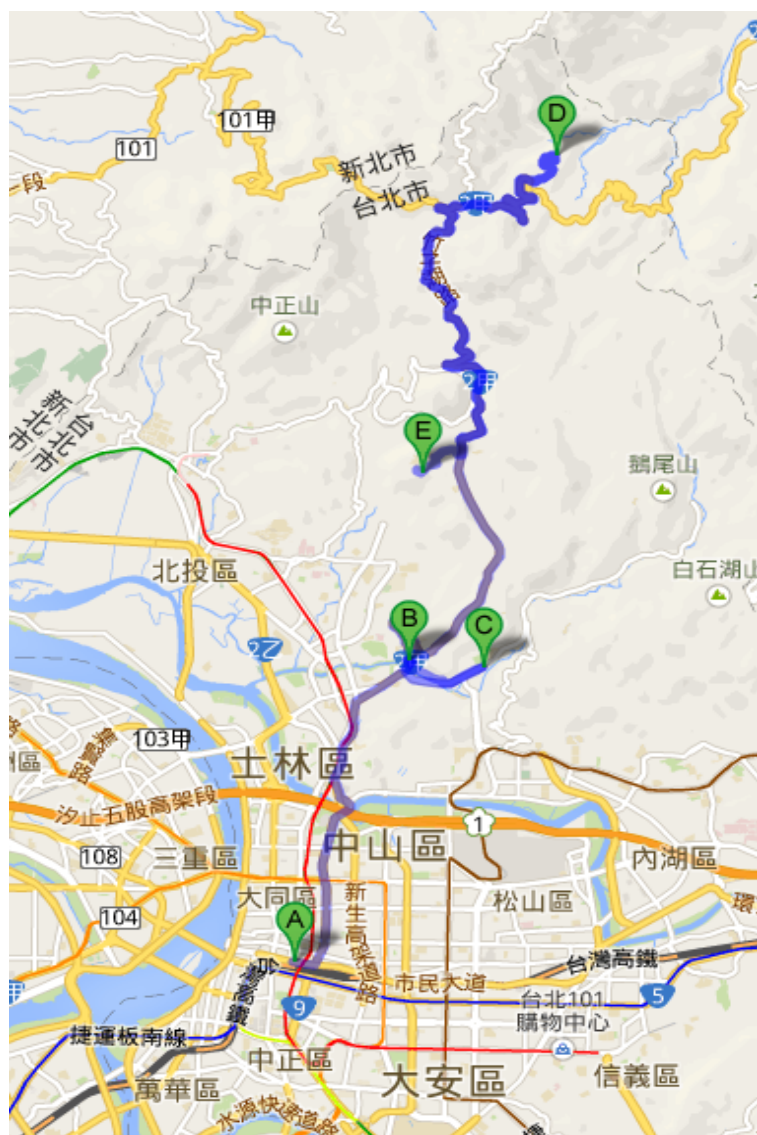 D
101甲
101
新北市
台北市
一段
2甲
中正山
2甲
E
新北市
台北市
鵝尾山
北投區
白石湖山
B
C
2甲
2乙
103甲
士林區
汐止五股高架段
1
中山區
108
三重區
內湖區
大同區
新生高架道路
松山區
環
104
A
台灣高鐵
市民大道
9
5
台北101
購物中心
捷運板南線
中正區
信義區
大安區
萬華區
水源快速道路